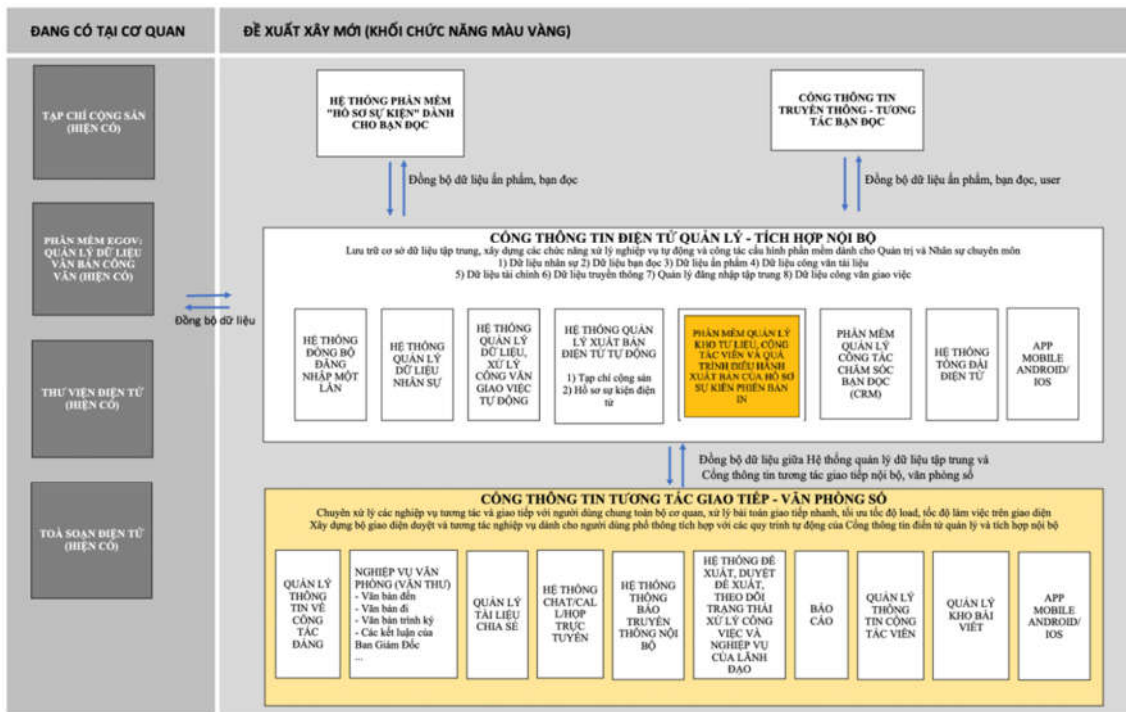 ĐANG CÓ TẠI CƠ QUAN
ĐỀ XUẤT XÂY MỚI (KHỐI CHỨC NĂNG MÀU VÀNG)
TẠP CHÍ CỘNG SẢN
(HIỆN CÓ)
PHẦN MỀM EGOV:
QUẢN LÝ DỮ LIỆU
VĂN BẢN CÔNG
VĂN (HIỆN CÓ)
THƯ VIỆN ĐIỆN TỬ
(HIỆN CÓ)
TOÀ SOẠN ĐIỆN TỬ
(HIỆN CÓ)
Đồng bộ dữ liệu
HỆ THỐNG PHẦN MỀM
"HỒ SƠ SỰ KIỆN" DÀNH
CHO BẠN ĐỌC
CỔNG THÔNG TIN
TRUYỀN THÔNG - TƯƠNG
TÁC BẠN ĐỌC
Đồng bộ dữ liệu ấn phẩm, bạn đọc
Đồng bộ dữ liệu ấn phẩm, bạn đọc, user
CỔNG THÔNG TIN ĐIỆN TỬ QUẢN LÝ - TÍCH HỢP NỘI BỘ
Lưu trữ cơ sở dữ liệu tập trung, xây dựng các chức năng xử lý nghiệp vụ tự động và công tác cấu hình phần mềm dành cho Quản trị và Nhân sự chuyên môn
1) Dữ liệu nhân sự 2) Dữ liệu bạn đọc 3) Dữ liệu ấn phẩm 4) Dữ liệu công văn tài liệu
5) Dữ liệu tài chính 6) Dữ liệu truyền thông 7) Quản lý đăng nhập tập trung 8) Dữ liệu công văn giao việc
HỆ THỐNG
ĐỒNG BỘ
ĐĂNG
NHẬP MỘT
LẦN
HỆ THỐNG
QUẢN LÝ
DỮ LIỆU
NHÂN SỰ
HỆ THỐNG
QUẢN LÝ
DỮ LIỆU,
XỬ LÝ
CÔNG VĂN
GIAO VIỆC
TỰ ĐỘNG
HỆ THỐNG QUẢN
LÝ XUẤT BẢN
ĐIỆN TỬ TỰ ĐỘNG
1) Tạp chí cộng sản
2) Hồ sơ sự kiện điện
tử
PHẦN MỀM QUẢN LÝ
KHO TƯ LIỆU, CỘNG
TÁC VIÊN VÀ QUÁ
TRÌNH ĐIỀU HÀNH
XUẤT BẢN CỦA HỒ SƠ
SỰ KIỆN PHIÊN BẢN
IN
PHẦN MỀM
QUẢN LÝ
CÔNG TÁC
CHĂM SÓC
BẠN ĐỌC
(CRM)
HỆ THỐNG
TỔNG ĐÀI
ĐIỆN TỬ
APP
MOBILE
ANDROID/
IOS
Đồng bộ dữ liệu giữa Hệ thống quản lý dữ liệu tập trung và
Cổng thông tin tương tác giao tiếp nội bộ, văn phòng số
CỔNG THÔNG TIN TƯƠNG TÁC GIAO TIẾP - VĂN PHÒNG SỐ
Chuyên xử lý các nghiệp vụ tương tác và giao tiếp với người dùng chung toàn bộ cơ quan, xử lý bài toán giao tiếp nhanh, tối ưu tốc độ load, tốc độ làm việc trên giao diện
Xây dựng bộ giao diện duyệt và tương tác nghiệp vụ dành cho người dùng phổ thông tích hợp với các quy trình tự động của Cổng thông tin điện tử quản lý và tích hợp nội bộ
QUẢN LÝ
THÔNG
TIN VỀ
CÔNG TÁC
ĐẢNG
NGHIỆP VỤ VĂN
PHÒNG (VĂN THƯ)
- Văn bản đến
- Văn bản đi
- Văn bản trình ký
- Các kết luận của
Ban Giám Đốc
...
QUẢN LÝ
TÀI LIỆU
CHIA SẺ
HỆ THỐNG
CHAT/CAL
L/HỌP
TRỰC
TUYẾN
HỆ THỐNG
THÔNG
BÁO
TRUYỀN
THÔNG NỘI
BỘ
HỆ THỐNG ĐỀ
XUẤT, DUYỆT
ĐỀ XUẤT,
THEO DÕI
TRẠNG THÁI
XỬ LÝ CÔNG
VIỆC VÀ
NGHIỆP VỤ
CỦA LÃNH
ĐẠO
BÁO
CÁO
QUẢN LÝ
THÔNG
TIN CỘNG
TÁC VIÊN
QUẢN LÝ
KHO BÀI
VIẾT
APP
MOBILE
ANDROID/
IOS